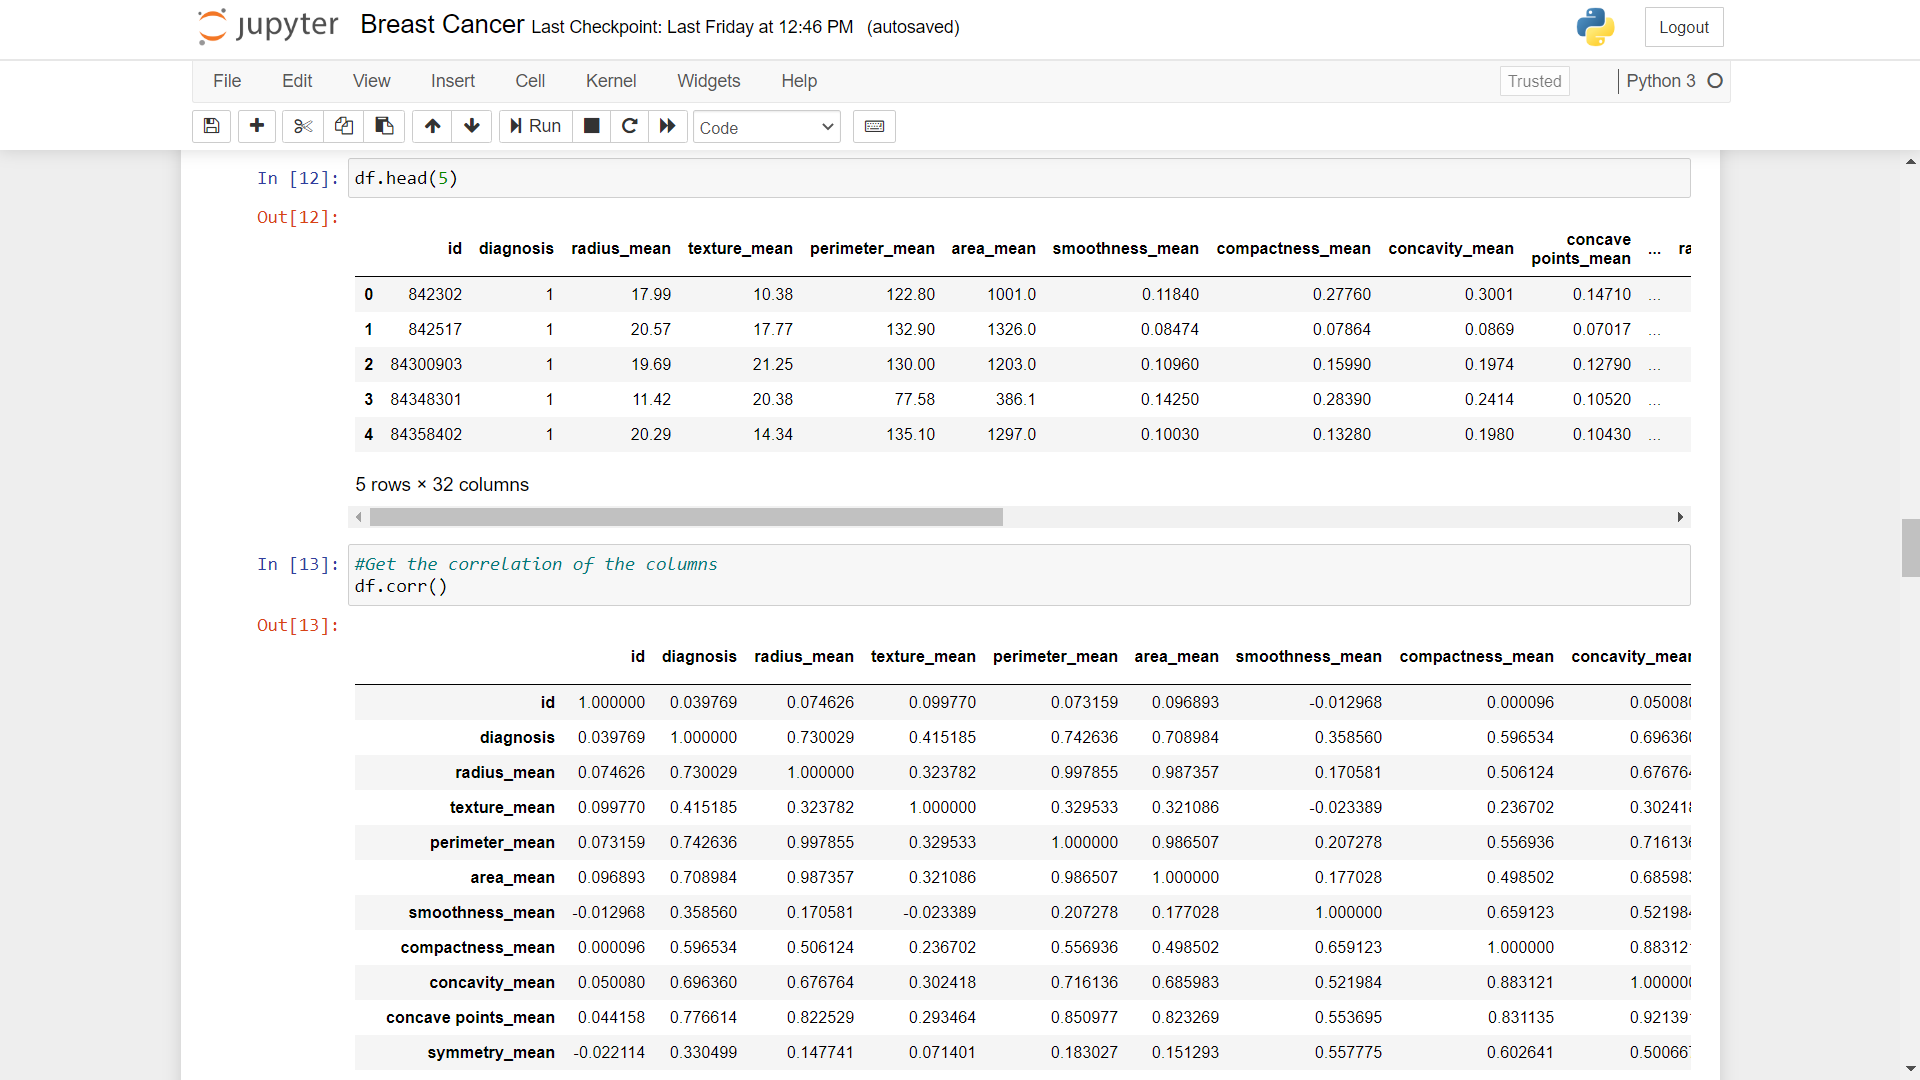 jupyter Breast Cancer Last Checkpoint: Last Friday at 12:46 PM (autosaved) Logout
File Edit View Insert Cell Kernel Widgets Help Trusted Python 3
Run Code
In [12]: df.head(5)
Out[12]:
id diagnosis radius_mean texture_mean perimeter_mean area_mean smoothness_mean compactness_mean concavity_mean concave points_mean ... ra
0 842302 1 17.99 10.38 122.80 1001.0 0.11840 0.27760 0.3001 0.14710 ...
1 842517 1 20.57 17.77 132.90 1326.0 0.08474 0.07864 0.0869 0.07017 ...
2 84300903 1 19.69 21.25 130.00 1203.0 0.10960 0.15990 0.1974 0.12790 ...
3 84348301 1 11.42 20.38 77.58 386.1 0.14250 0.28390 0.2414 0.10520 ...
4 84358402 1 20.29 14.34 135.10 1297.0 0.10030 0.13280 0.1980 0.10430 ...
5 rows × 32 columns
In [13]: #Get the correlation of the columns
df.corr()
Out[13]:
id diagnosis radius_mean texture_mean perimeter_mean area_mean smoothness_mean compactness_mean
id 1.000000 0.039769 0.074626 0.099770 0.073159 0.096893 -0.012968 0.000096 0.05008
diagnosis 0.039769 1.000000 0.730029 0.415185 0.742636 0.708984 0.358560 0.596534 0.69636
radius_mean 0.074626 0.730029 1.000000 0.323782 0.997855 0.987357 0.170581 0.506124 0.67676
texture_mean 0.099770 0.415185 0.323782 1.000000 0.329533 0.321086 -0.023389 0.236702 0.30241
perimeter_mean 0.073159 0.742636 0.997855 0.329533 1.000000 0.986507 0.207278 0.556936 0.71613
area_mean 0.096893 0.708984 0.987357 0.321086 0.986507 1.000000 0.177028 0.498502 0.68598
smoothness_mean -0.012968 0.358560 0.170581 -0.023389 0.207278 0.177028 1.000000 0.659123 0.52198
compactness_mean 0.000096 0.596534 0.506124 0.236702 0.556936 0.498502 0.659123 1.000000 0.88312
concavity_mean 0.050080 0.696360 0.676764 0.302418 0.716136 0.685983 0.521984 0.883121 1.00000
concave points_mean 0.044158 0.776614 0.822529 0.293464 0.850977 0.823269 0.553695 0.831135 0.92139
symmetry_mean -0.022114 0.330499 0.147741 0.071401 0.183027 0.151293 0.557775 0.602641 0.50066